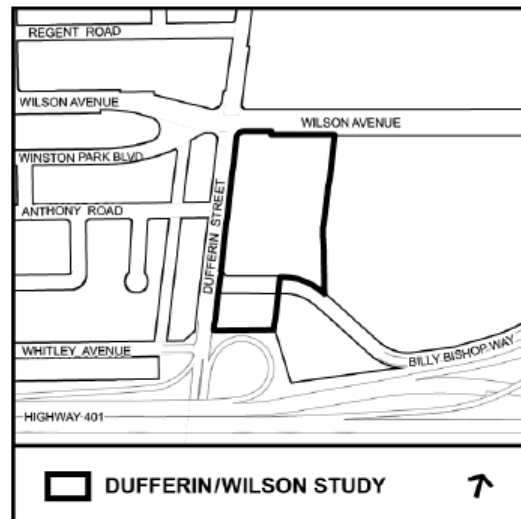 REGENT ROAD
WILSON AVENUE
WILSON AVENUE
WINSTON PARK BLVD
ANTHONY ROAD
DUFFERIN STREET
WHITLEY AVENUE
BILLY BISHOP WAY
HIGHWAY 401
DUFFERIN/WILSON STUDY